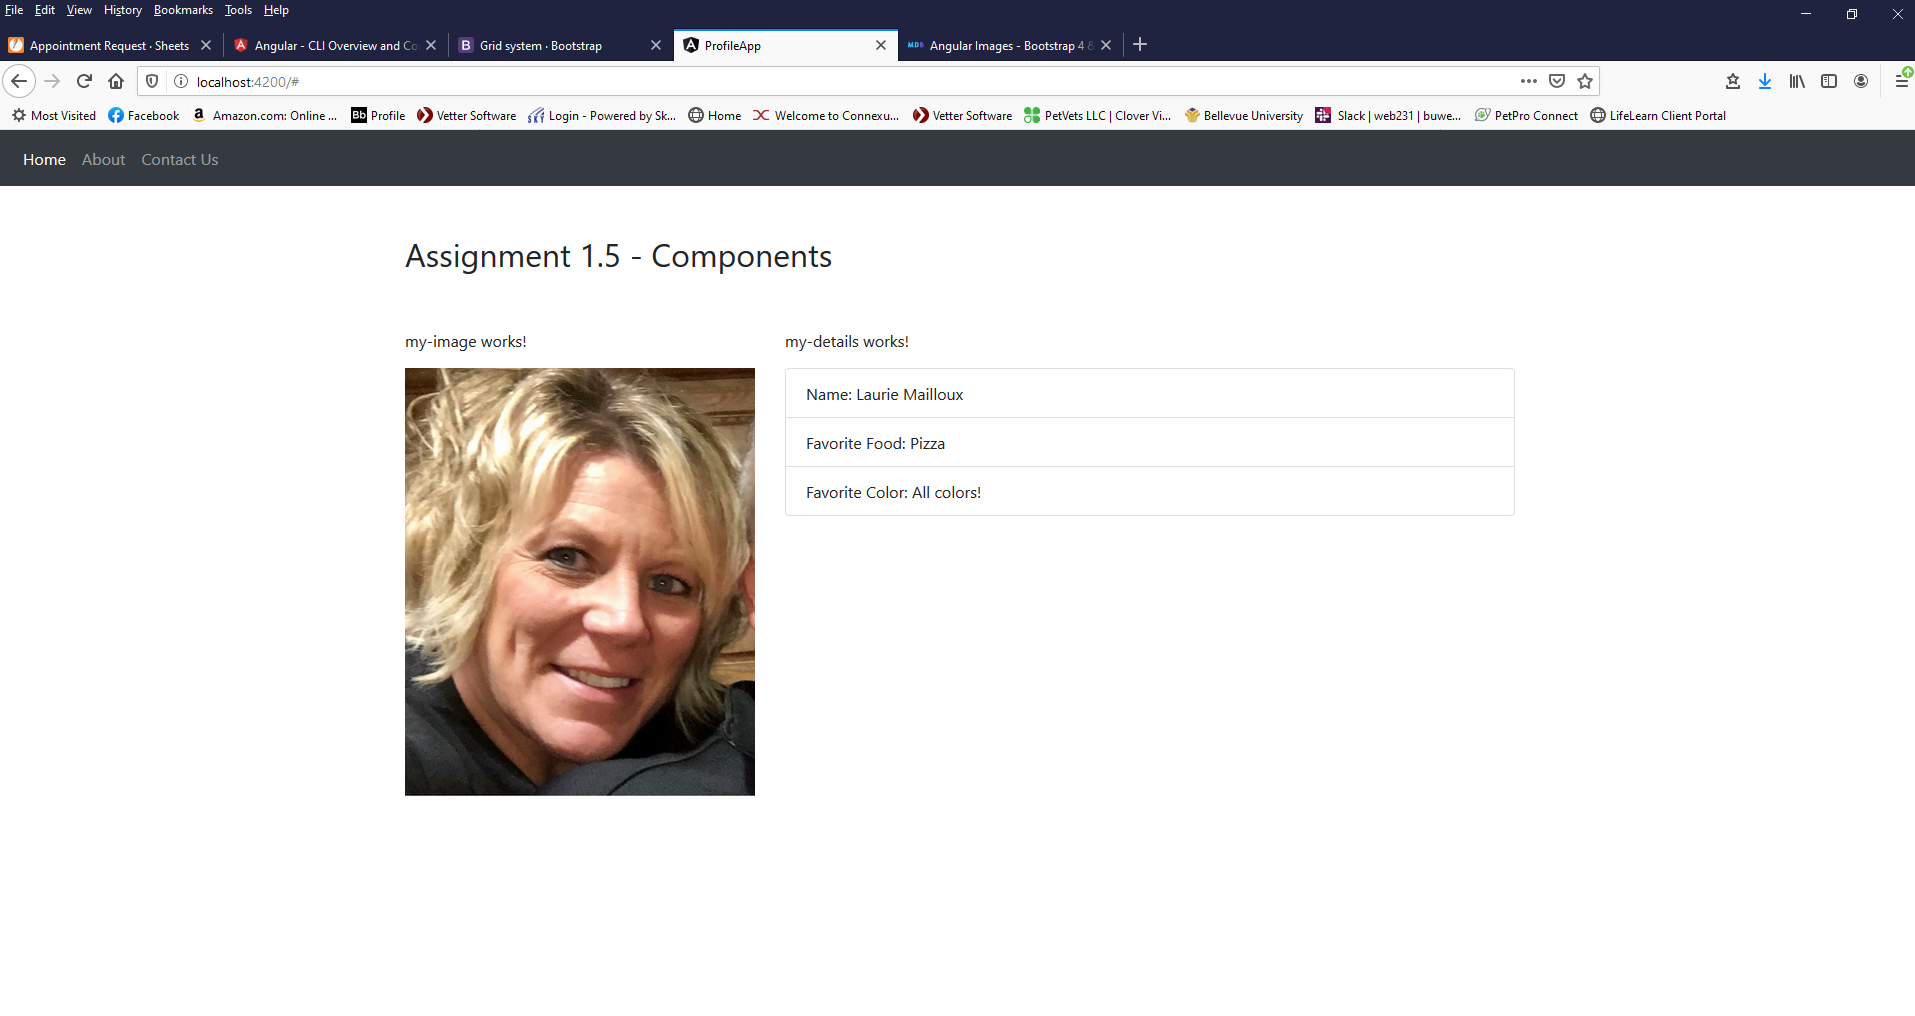 File Edit View History Bookmarks Tools Help
Appointment Request · Sheets Angular - CLI Overview and Co Grid system · Bootstrap ProfileApp MDB Angular Images - Bootstrap 4 &
localhost:4200/#
Most Visited Facebook Amazon.com: Online ... Bb Profile Vetter Software Login - Powered by Sk... Home Welcome to Connexu... Vetter Software PetVets LLC | Clover Vi... Bellevue University Slack | web231 | buwe... PetPro Connect LifeLearn Client Portal
Home About Contact Us
Assignment 1.5 - Components
my-image works!
my-details works!
Name: Laurie Mailloux
Favorite Food: Pizza
Favorite Color: All colors!